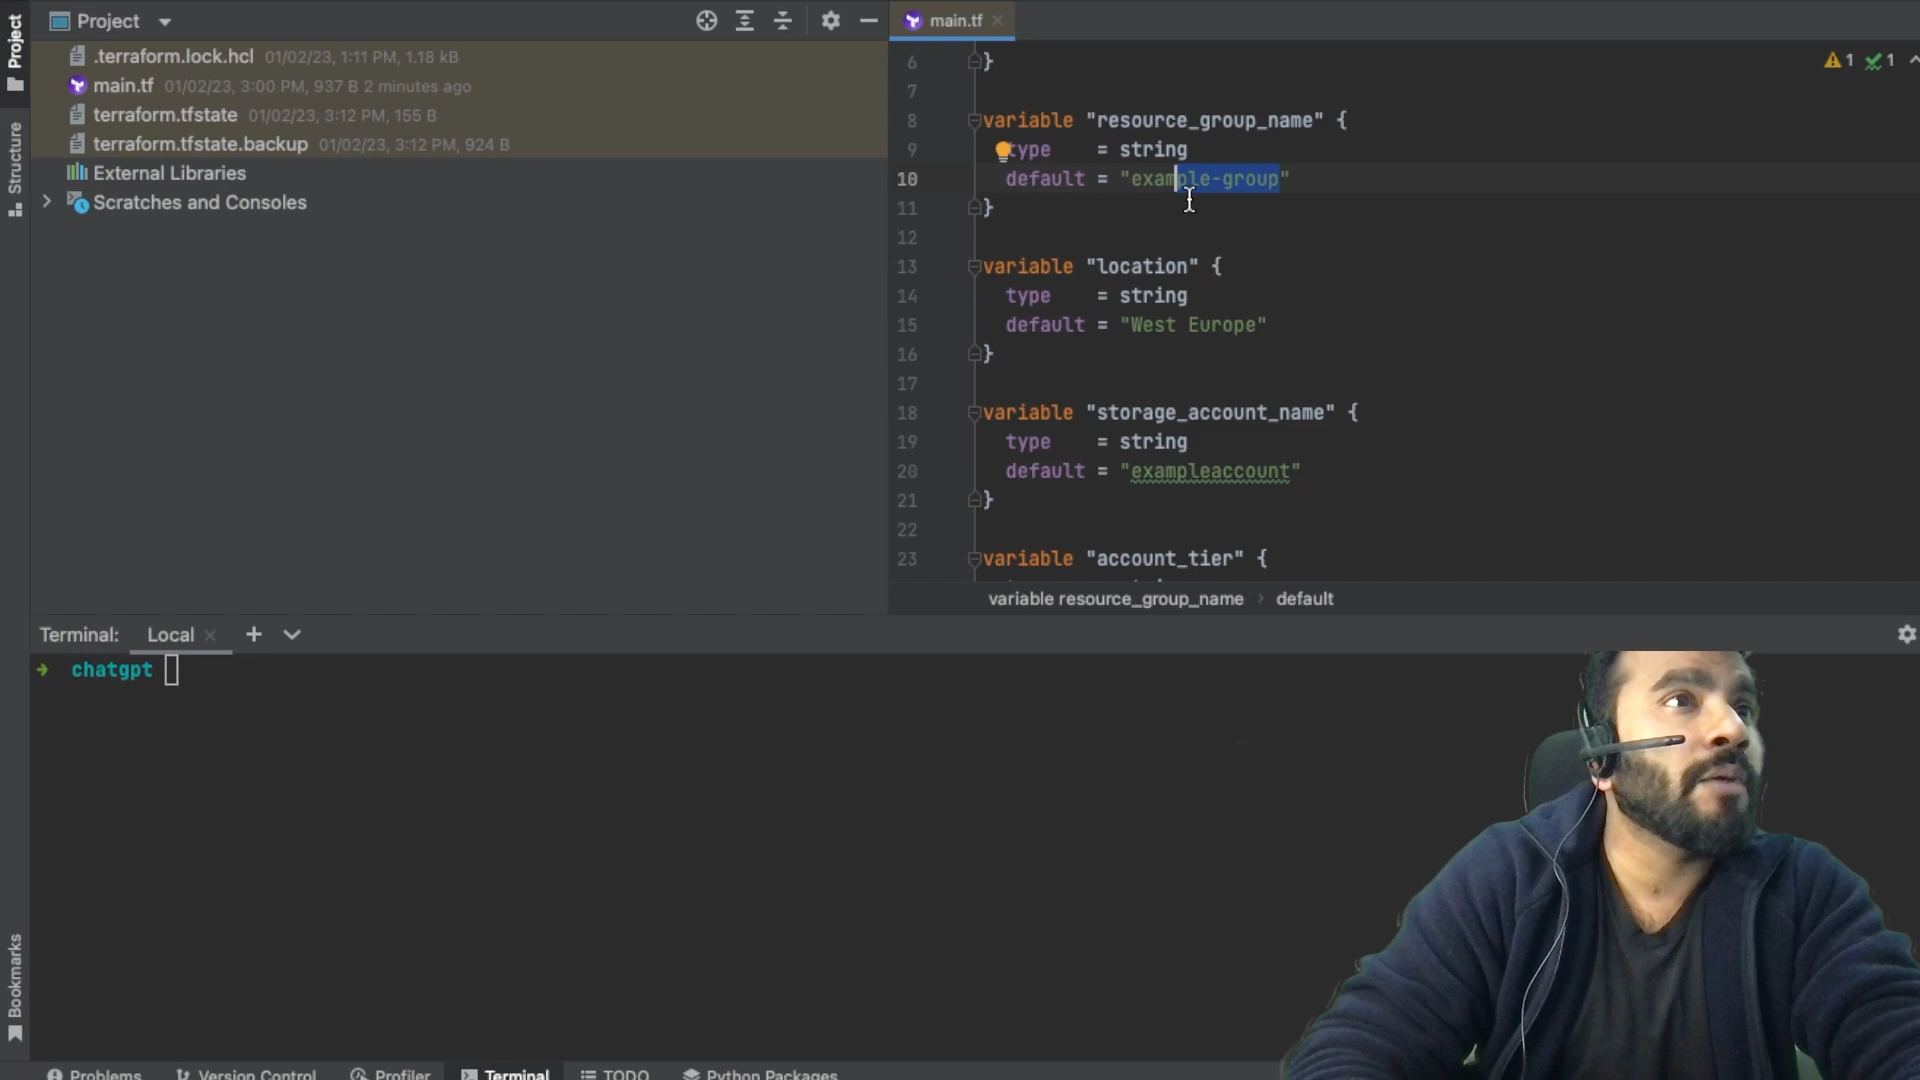 Project
Project
.terraform.lock.hcl 01/02/23, 1:11 PM, 1.18 kB
main.tf 01/02/23, 3:00 PM, 937 B 2 minutes ago
terraform.tfstate 01/02/23, 3:12 PM, 155 B
terraform.tfstate.backup 01/02/23, 3:12 PM, 924 B
External Libraries
Scratches and Consoles
Structure
Bookmarks
main.tf
1 1
6 }
7
8 variable "resource_group_name" {
9 type = string
10 default = "example-group"
11 }
12
13 variable "location" {
14 type = string
15 default = "West Europe"
16 }
17
18 variable "storage_account_name" {
19 type = string
20 default = "exampleaccount"
21 }
22
23 variable "account_tier" {
variable resource_group_name > default
Terminal: Local
chatgpt
Problems Version Control Profiler Terminal TODO Python Packages